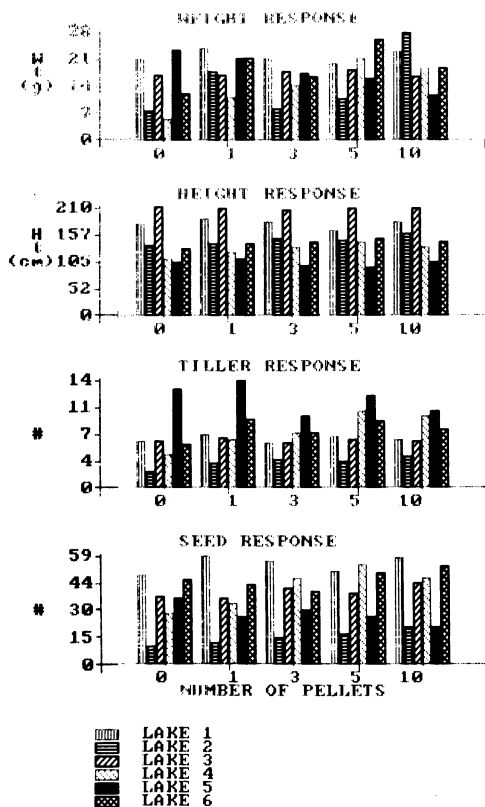 WEIGHT RESPONSE
28
21
14
7
0
Wt
(g)
0 1 3 5 10
HEIGHT RESPONSE
210
157
105
52
0
Ht
(cm)
0 1 3 5 10
TILLER RESPONSE
14
11
7
4
0
#
0 1 3 5 10
SEED RESPONSE
59
44
30
15
0
#
0 1 3 5 10
NUMBER OF PELLETS
LAKE 1
LAKE 2
LAKE 3
LAKE 4
LAKE 5
LAKE 6